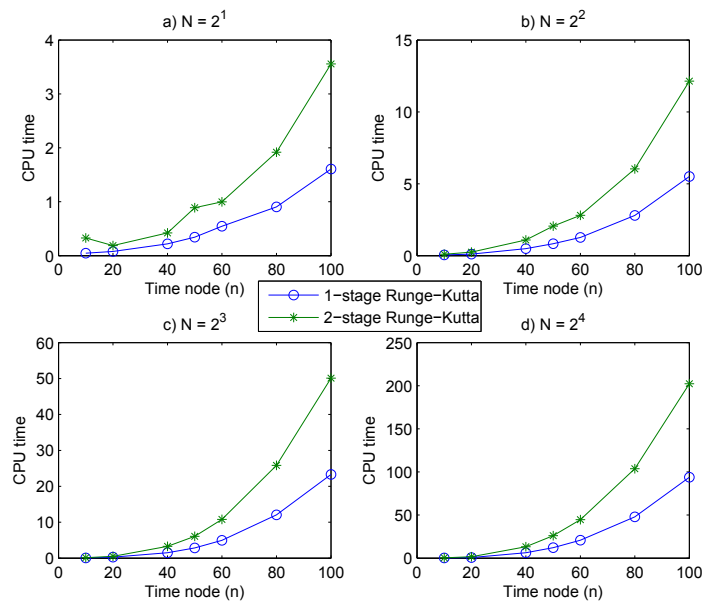 a) N = 2^1
4
3
2
1
0
CPU time
0 20 40 60 80 100
Time node (n)
b) N = 2^2
15
10
5
0
CPU time
0 20 40 60 80 100
Time node (n)
1−stage Runge−Kutta
2−stage Runge−Kutta
c) N = 2^3
60
50
40
30
20
10
0
CPU time
0 20 40 60 80 100
Time node (n)
d) N = 2^4
250
200
150
100
50
0
CPU time
0 20 40 60 80 100
Time node (n)